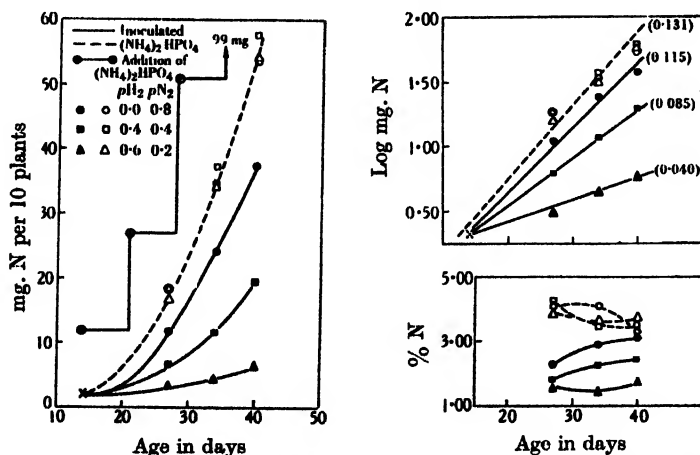 Inoculated
(NH₄)₂ HPO₄
Addition of
(NH₄)₂HPO₄
pH₂ pN₂
0·0 0·8
0·4 0·4
0·6 0·2
99 mg
60
50
40
30
20
10
0
mg. N per 10 plants
10 20 30 40 50
Age in days
2·00
1·50
1·00
0·50
Log mg. N
(0·131)
(0·115)
(0 085)
(0·040)
5·00
3·00
1·00
% N
20 30 40
Age in days